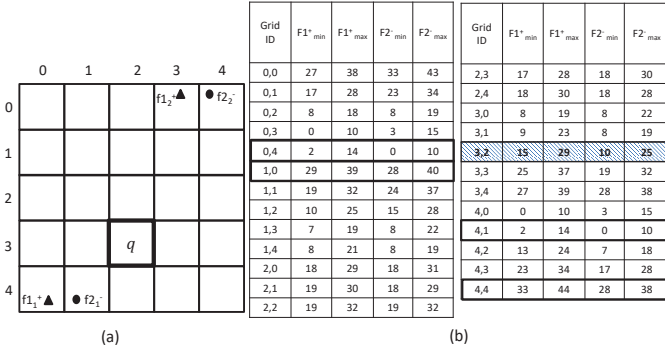 0 1 2 3 4
0 f1₂⁺ f2₂⁻
1
2
3 q
4 f1₁⁺ f2₁⁻
(a)
Grid ID F1⁺min F1⁺max F2⁻min F2⁻max
0,0 27 38 33 43
0,1 17 28 23 34
0,2 8 18 8 19
0,3 0 10 3 15
0,4 2 14 0 10
1,0 29 39 28 40
1,1 19 32 24 37
1,2 10 25 15 28
1,3 7 19 8 22
1,4 8 21 8 19
2,0 18 29 18 31
2,1 19 30 18 29
2,2 19 32 19 32
Grid ID F1⁺min F1⁺max F2⁻min F2⁻max
2,3 17 28 18 30
2,4 18 30 18 28
3,0 8 19 8 22
3,1 9 23 8 19
3,2 15 29 10 25
3,3 25 37 19 32
3,4 27 39 28 38
4,0 0 10 3 15
4,1 2 14 0 10
4,2 13 24 7 18
4,3 23 34 17 28
4,4 33 44 28 38
(b)